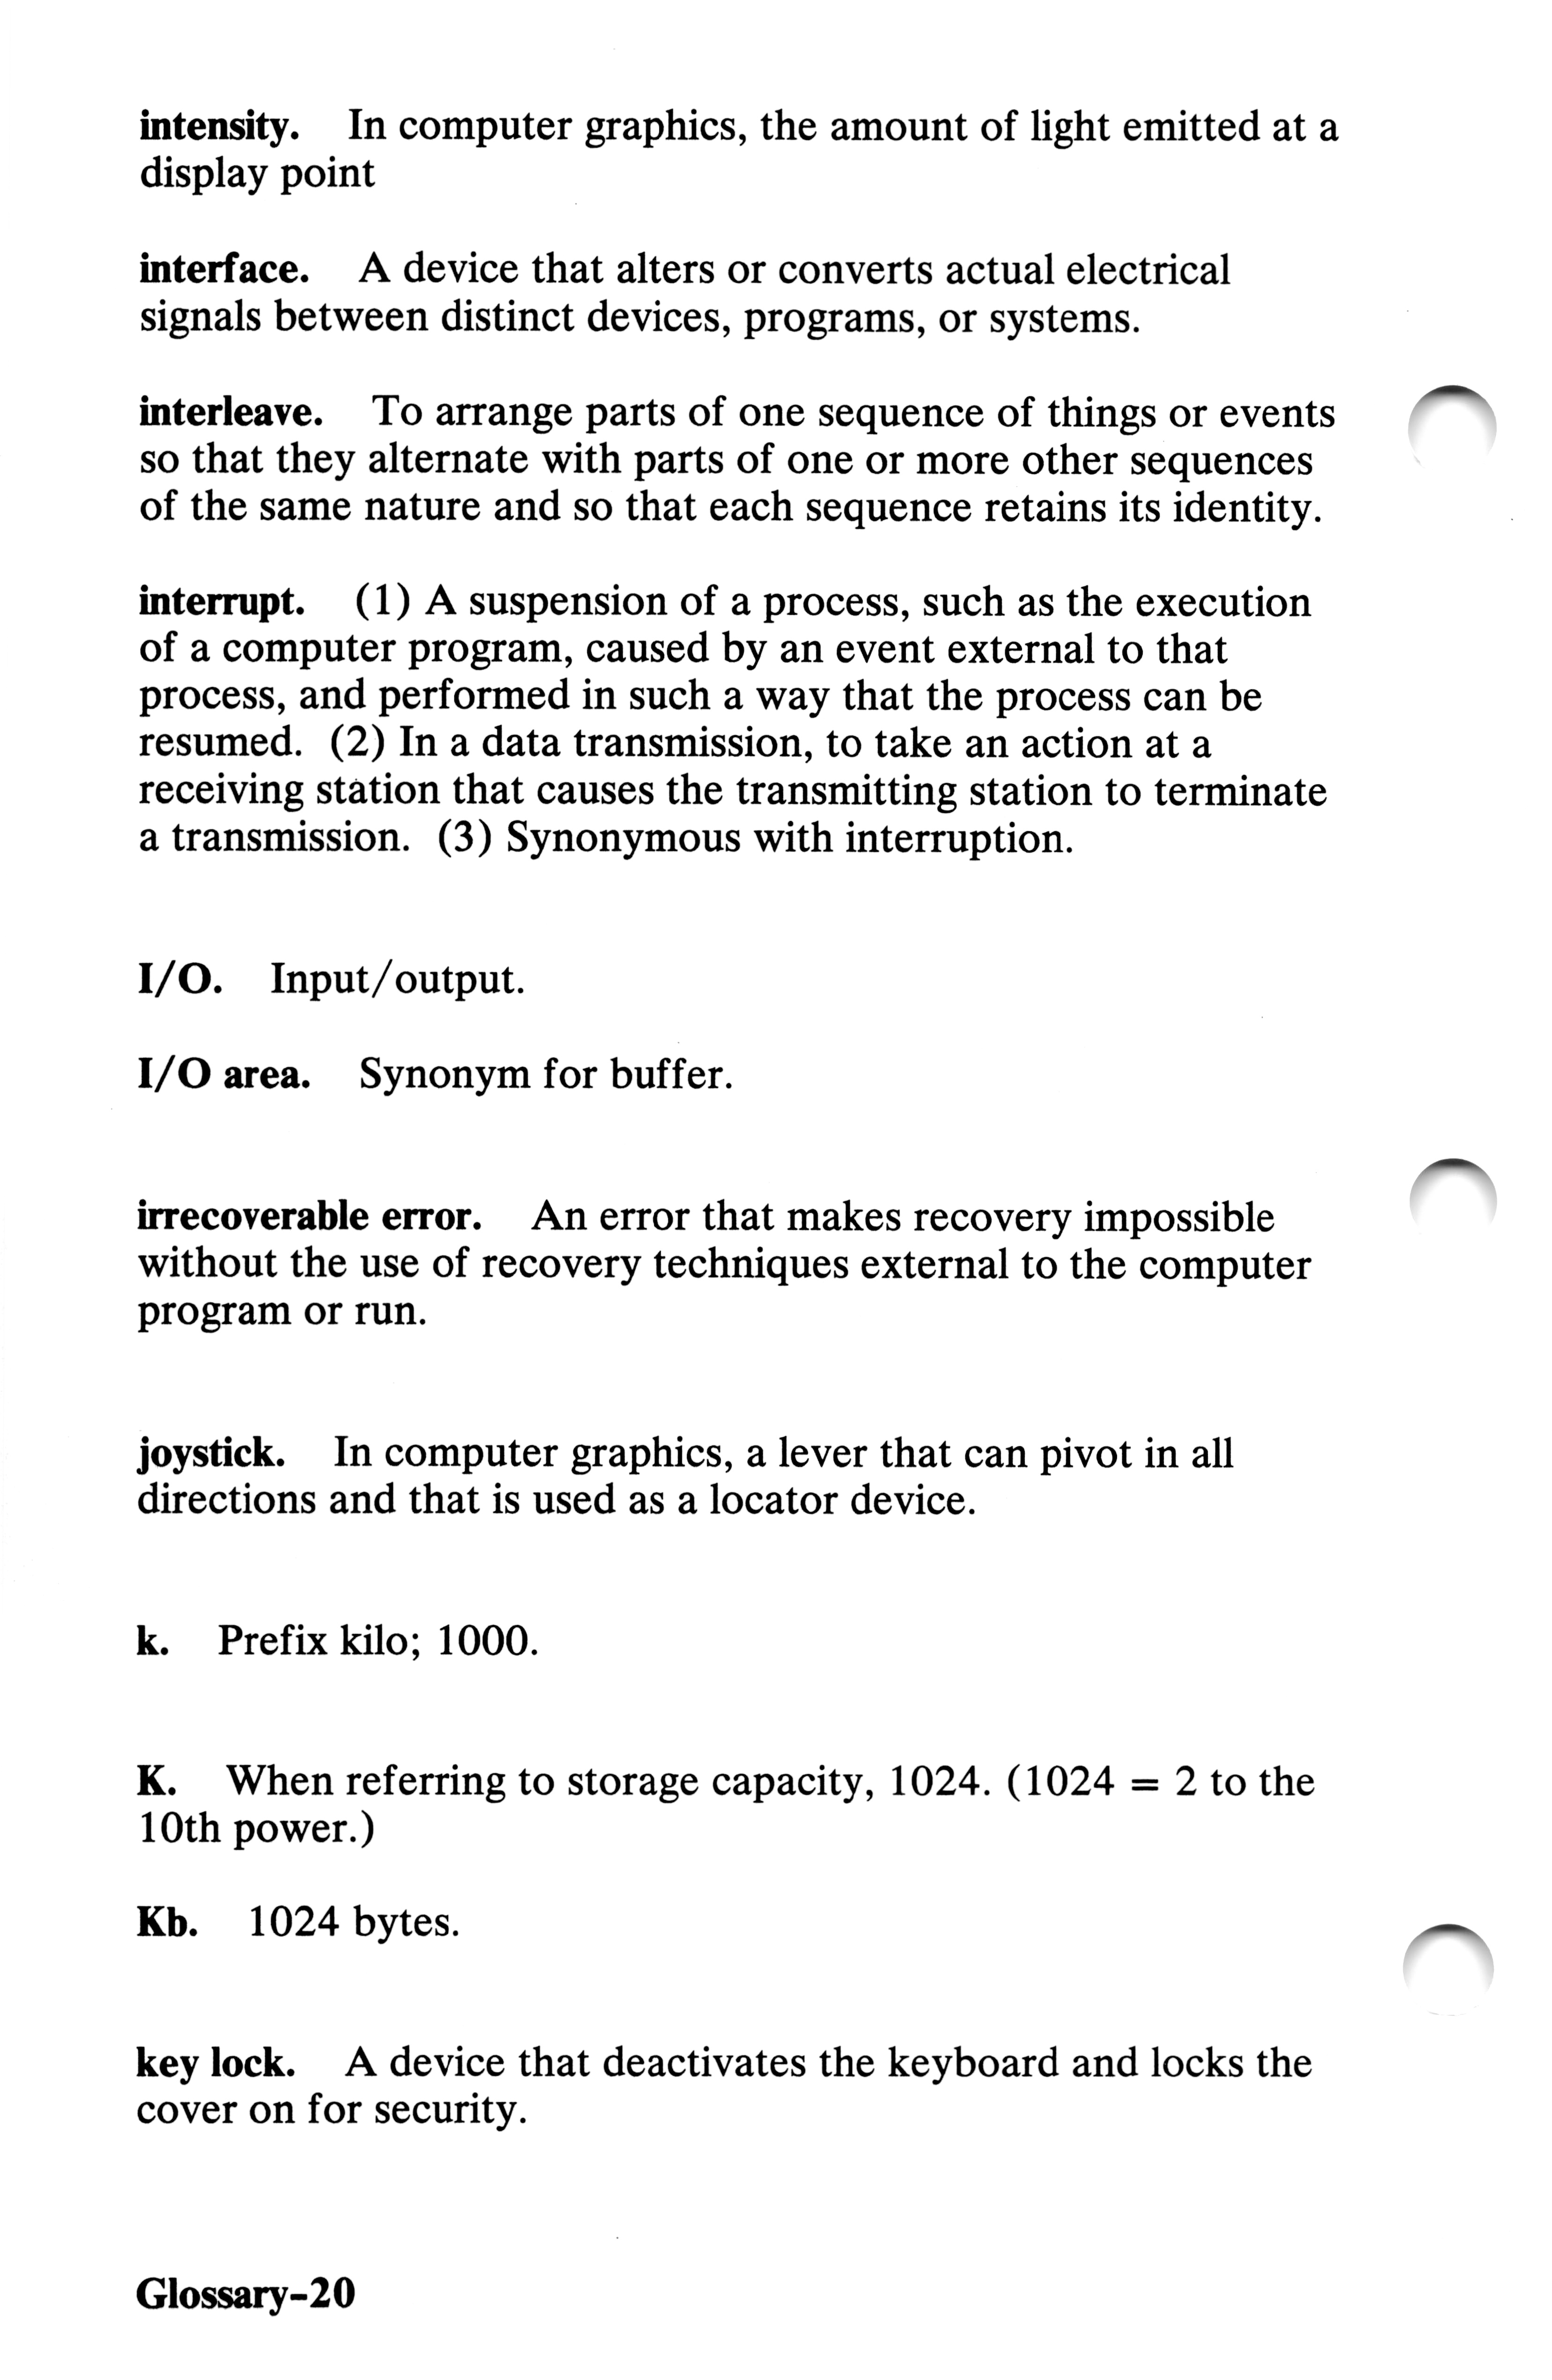 intensity. In computer graphics, the amount of light emitted at a
display point
interface. A device that alters or converts actual electrical
signals between distinct devices, programs, or systems.
interleave. To arrange parts of one sequence of things or events
so that they alternate with parts of one or more other sequences
of the same nature and so that each sequence retains its identity.
interrupt. (1) A suspension of a process, such as the execution
of a computer program, caused by an event external to that
process, and performed in such a way that the process can be
resumed. (2) In a data transmission, to take an action at a
receiving station that causes the transmitting station to terminate
a transmission. (3) Synonymous with interruption.
I/O. Input/output.
I/O area. Synonym for buffer.
irrecoverable error. An error that makes recovery impossible
without the use of recovery techniques external to the computer
program or run.
joystick. In computer graphics, a lever that can pivot in all
directions and that is used as a locator device.
k. Prefix kilo; 1000.
K. When referring to storage capacity, 1024. (1024 = 2 to the
10th power.)
Kb. 1024 bytes.
key lock. A device that deactivates the keyboard and locks the
cover on for security.
Glossary-20